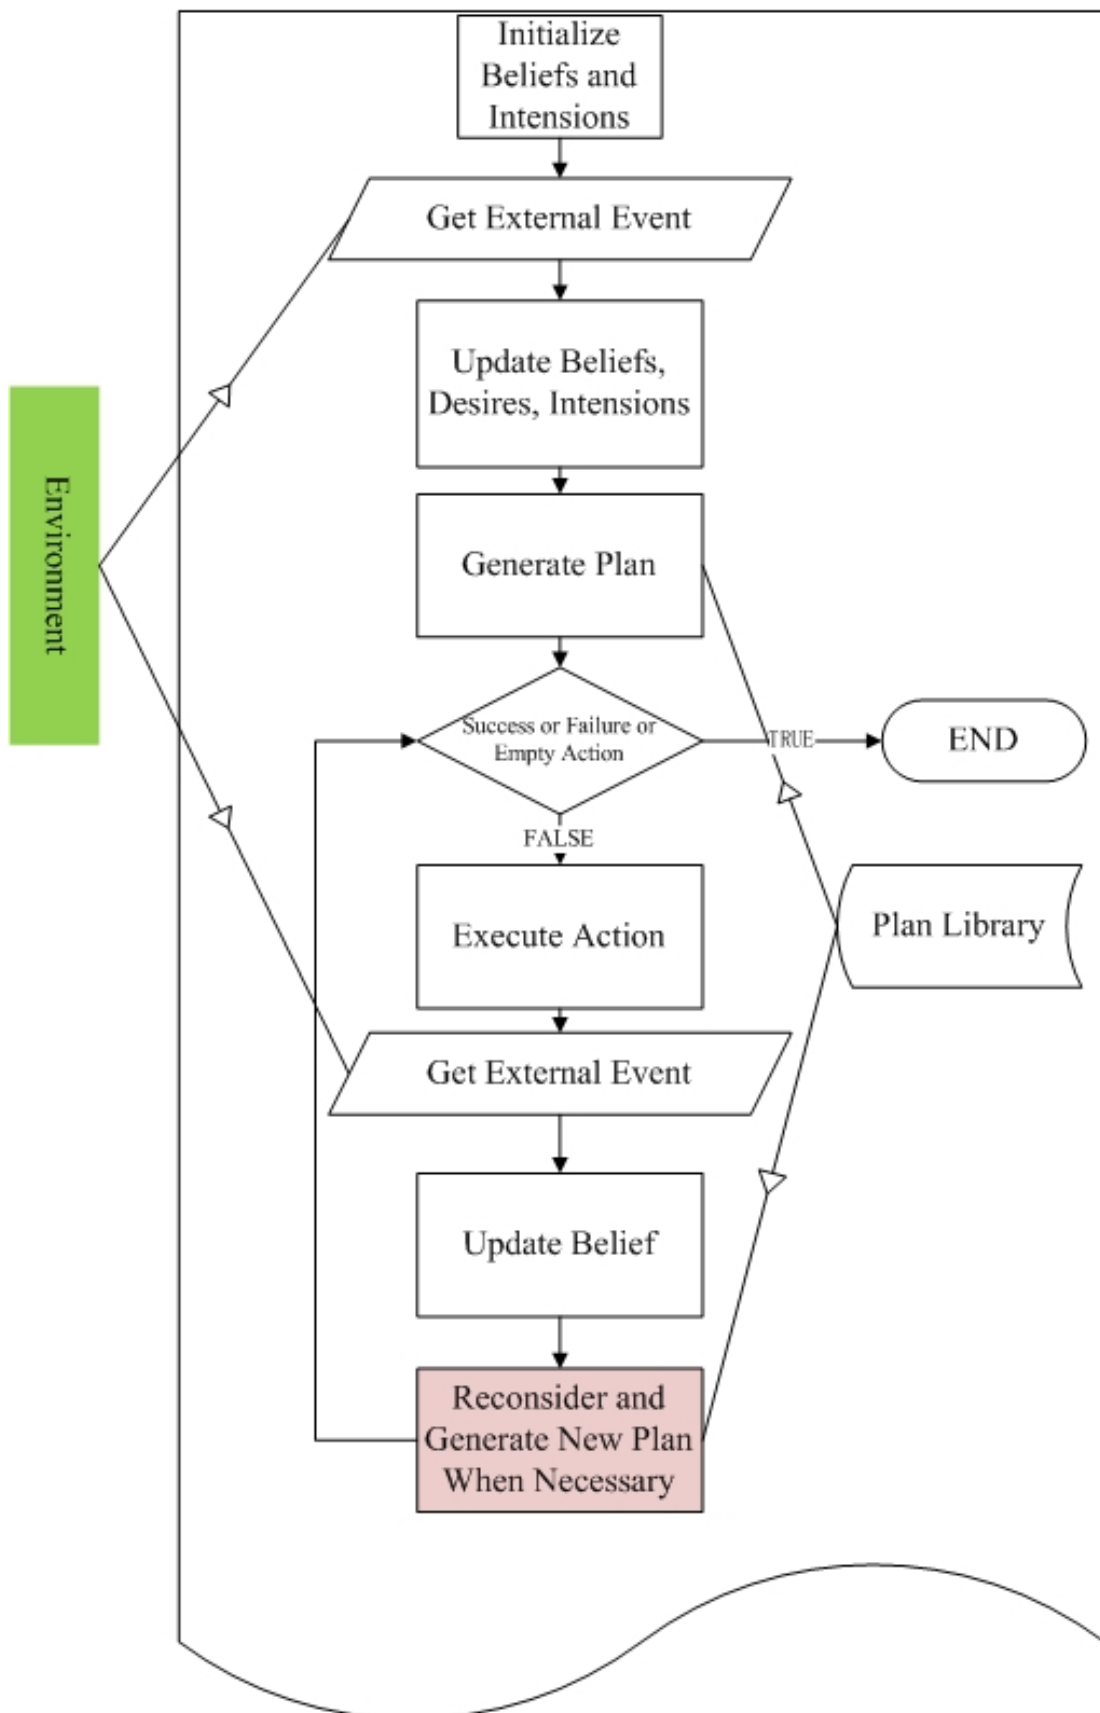 Initialize
Beliefs and
Intensions
Get External Event
Update Beliefs,
Desires, Intensions
Environment
Generate Plan
Success or Failure or
Empty Action
TRUE
END
FALSE
Execute Action
Plan Library
Get External Event
Update Belief
Reconsider and
Generate New Plan
When Necessary